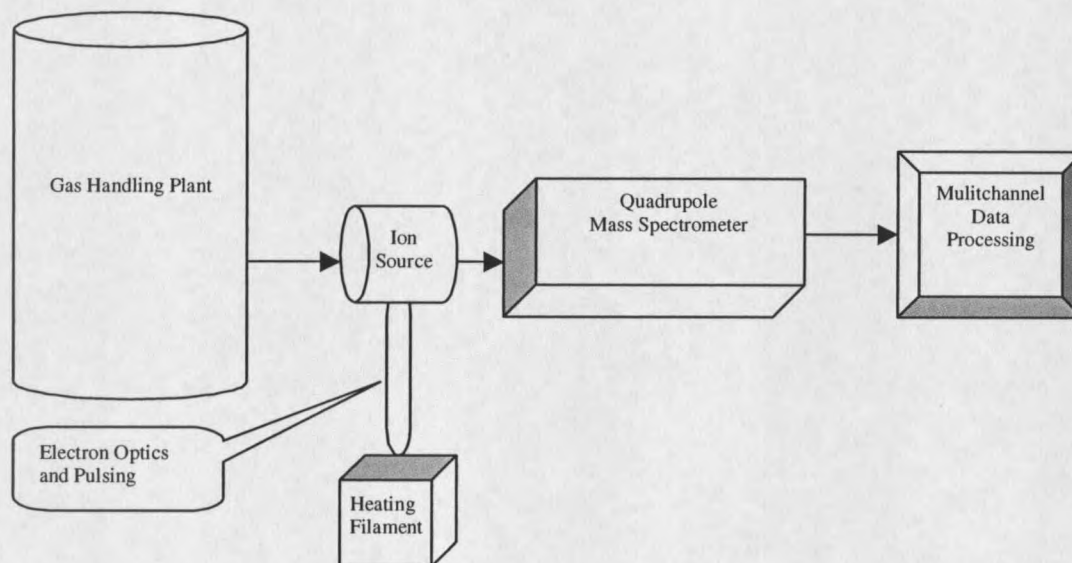 Gas Handling Plant
Ion
Source
Quadrupole
Mass Spectrometer
Mulitchannel
Data
Processing
Electron Optics
and Pulsing
Heating
Filament